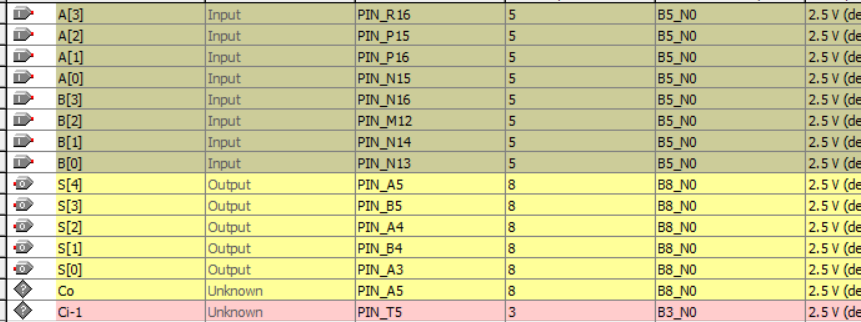 A[3] Input PIN_R16 5 B5_N0 2.5 V (de
A[2] Input PIN_P15 5 B5_N0 2.5 V (de
A[1] Input PIN_P16 5 B5_N0 2.5 V (de
A[0] Input PIN_N15 5 B5_N0 2.5 V (de
B[3] Input PIN_N16 5 B5_N0 2.5 V (de
B[2] Input PIN_M12 5 B5_N0 2.5 V (de
B[1] Input PIN_N14 5 B5_N0 2.5 V (de
B[0] Input PIN_N13 5 B5_N0 2.5 V (de
S[4] Output PIN_A5 8 B8_N0 2.5 V (de
S[3] Output PIN_B5 8 B8_N0 2.5 V (de
S[2] Output PIN_A4 8 B8_N0 2.5 V (de
S[1] Output PIN_B4 8 B8_N0 2.5 V (de
S[0] Output PIN_A3 8 B8_N0 2.5 V (de
Co Unknown PIN_A5 8 B8_N0 2.5 V (de
Ci-1 Unknown PIN_T5 3 B3_N0 2.5 V (de